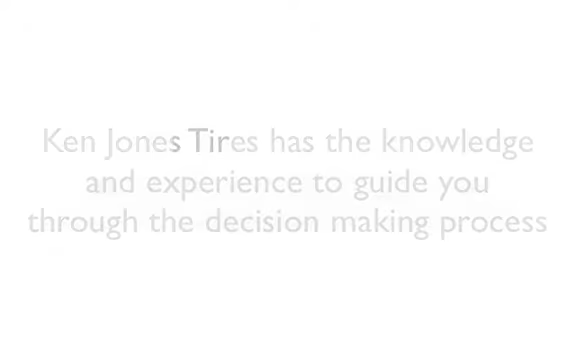 Ken Jones Tires has the knowledge
and experience to guide you
through the decision making process